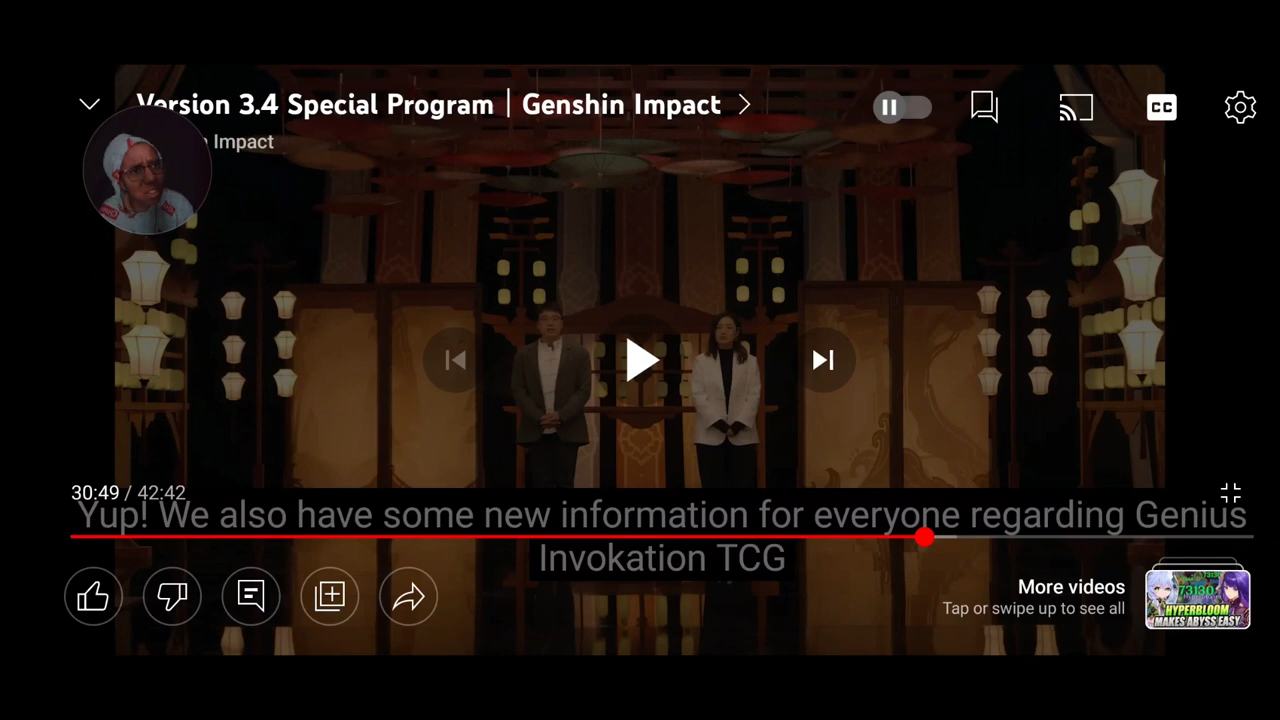 Version 3.4 Special Program | Genshin Impact
Impact
CC
30:49 / 42:42
Yup! We also have some new information for everyone regarding Genius
Invokation TCG
More videos
Tap or swipe up to see all
73130
HYPERBLOOM
MAKES ABYSS EASY